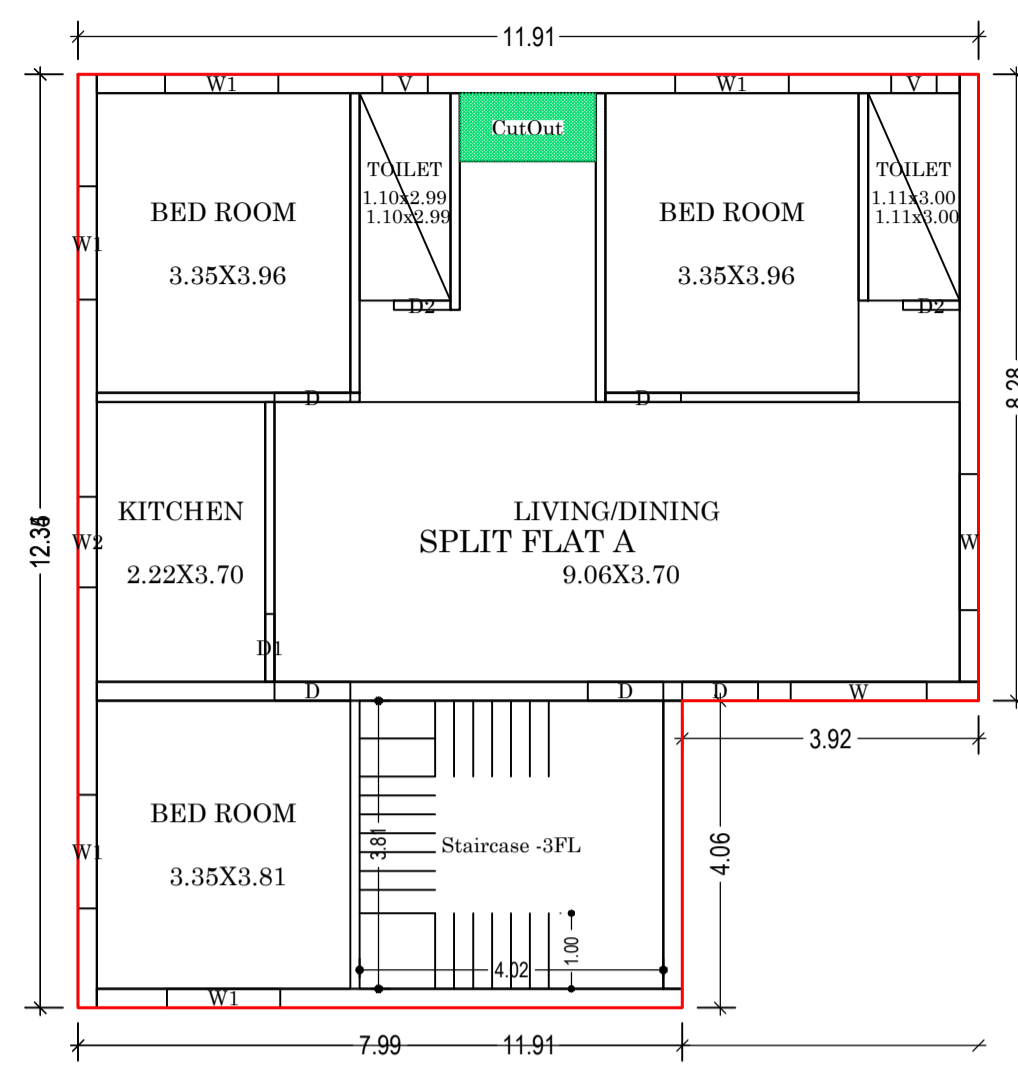 11.91
W1
V
W1
V
CutOut
TOILET
1.10x2.99
1.10x2.99
TOILET
1.11x3.00
1.11x3.00
BED ROOM
3.35X3.96
BED ROOM
3.35X3.96
W1
D2
D2
8.28
D
D
KITCHEN
2.22X3.70
LIVING/DINING
SPLIT FLAT A
9.06X3.70
W2
W
D1
D
D
D
W
3.92
BED ROOM
3.35X3.81
W1
3.81
Staircase -3FL
4.06
1.00
4.02
W1
7.99
11.91